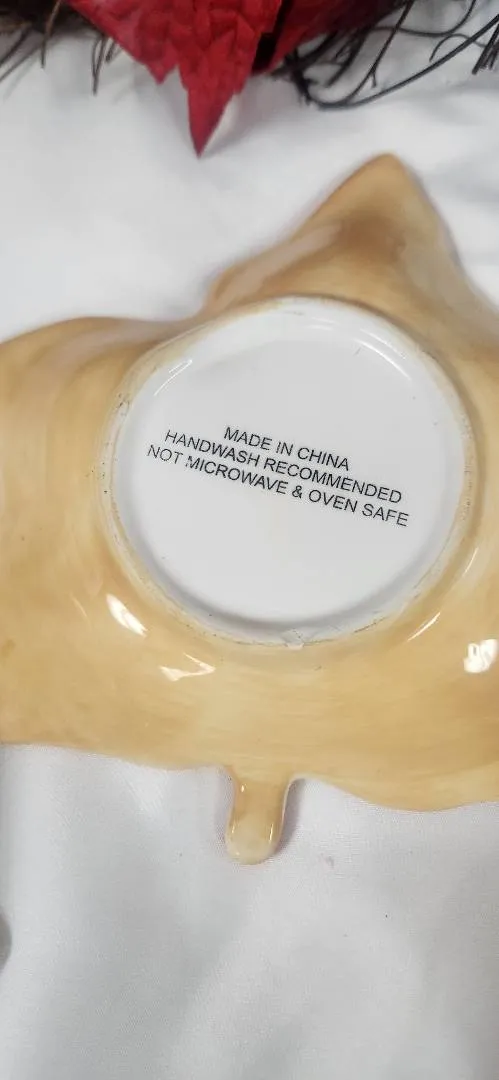 MADE IN CHINA
HANDWASH RECOMMENDED
NOT MICROWAVE & OVEN SAFE